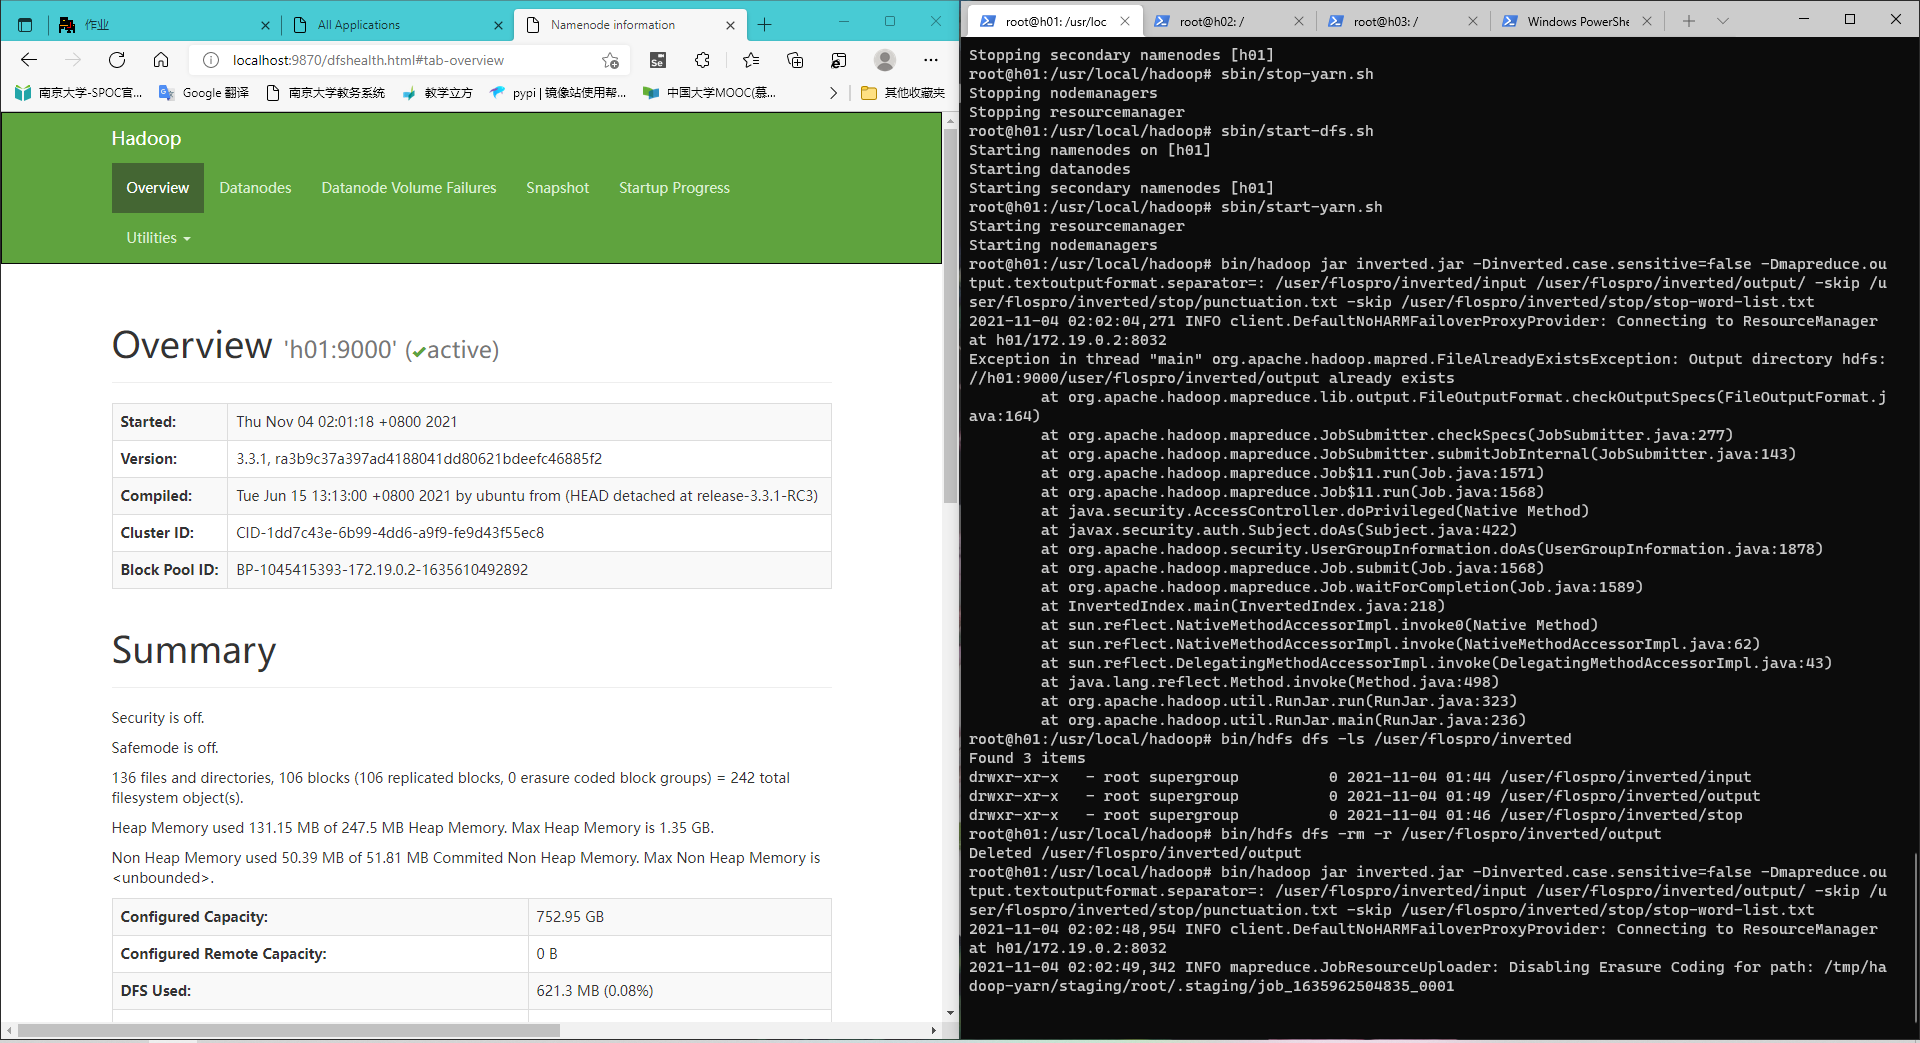 作业
All Applications
Namenode information
localhost:9870/dfshealth.html#tab-overview
南京大学-SPOC官...
Google 翻译
南京大学教务系统
教学立方
pypi | 镜像站使用帮...
中国大学MOOC(慕...
其他收藏夹
Hadoop
Overview
Datanodes
Datanode Volume Failures
Snapshot
Startup Progress
Utilities
Overview 'h01:9000' (✔active)
Started: Thu Nov 04 02:01:18 +0800 2021
Version: 3.3.1, ra3b9c37a397ad4188041dd80621bdeefc46885f2
Compiled: Tue Jun 15 13:13:00 +0800 2021 by ubuntu from (HEAD detached at release-3.3.1-RC3)
Cluster ID: CID-1dd7c43e-6b99-4dd6-a9f9-fe9d43f55ec8
Block Pool ID: BP-1045415393-172.19.0.2-1635610492892
Summary
Security is off.
Safemode is off.
136 files and directories, 106 blocks (106 replicated blocks, 0 erasure coded block groups) = 242 total
filesystem object(s).
Heap Memory used 131.15 MB of 247.5 MB Heap Memory. Max Heap Memory is 1.35 GB.
Non Heap Memory used 50.39 MB of 51.81 MB Commited Non Heap Memory. Max Non Heap Memory is
<unbounded>.
Configured Capacity: 752.95 GB
Configured Remote Capacity: 0 B
DFS Used: 621.3 MB (0.08%)
root@h01: /usr/loc
root@h02: /
root@h03: /
Windows PowerShe
Stopping secondary namenodes [h01]
root@h01:/usr/local/hadoop# sbin/stop-yarn.sh
Stopping nodemanagers
Stopping resourcemanager
root@h01:/usr/local/hadoop# sbin/start-dfs.sh
Starting namenodes on [h01]
Starting datanodes
Starting secondary namenodes [h01]
root@h01:/usr/local/hadoop# sbin/start-yarn.sh
Starting resourcemanager
Starting nodemanagers
root@h01:/usr/local/hadoop# bin/hadoop jar inverted.jar -Dinverted.case.sensitive=false -Dmapreduce.ou
tput.textoutputformat.separator=: /user/flospro/inverted/input /user/flospro/inverted/output/ -skip /u
ser/flospro/inverted/stop/punctuation.txt -skip /user/flospro/inverted/stop/stop-word-list.txt
2021-11-04 02:02:04,271 INFO client.DefaultNoHARMFailoverProxyProvider: Connecting to ResourceManager
at h01/172.19.0.2:8032
Exception in thread "main" org.apache.hadoop.mapred.FileAlreadyExistsException: Output directory hdfs:
//h01:9000/user/flospro/inverted/output already exists
at org.apache.hadoop.mapreduce.lib.output.FileOutputFormat.checkOutputSpecs(FileOutputFormat.j
ava:164)
at org.apache.hadoop.mapreduce.JobSubmitter.checkSpecs(JobSubmitter.java:277)
at org.apache.hadoop.mapreduce.JobSubmitter.submitJobInternal(JobSubmitter.java:143)
at org.apache.hadoop.mapreduce.Job$11.run(Job.java:1571)
at org.apache.hadoop.mapreduce.Job$11.run(Job.java:1568)
at java.security.AccessController.doPrivileged(Native Method)
at javax.security.auth.Subject.doAs(Subject.java:422)
at org.apache.hadoop.security.UserGroupInformation.doAs(UserGroupInformation.java:1878)
at org.apache.hadoop.mapreduce.Job.submit(Job.java:1568)
at org.apache.hadoop.mapreduce.Job.waitForCompletion(Job.java:1589)
at InvertedIndex.main(InvertedIndex.java:218)
at sun.reflect.NativeMethodAccessorImpl.invoke0(Native Method)
at sun.reflect.NativeMethodAccessorImpl.invoke(NativeMethodAccessorImpl.java:62)
at sun.reflect.DelegatingMethodAccessorImpl.invoke(DelegatingMethodAccessorImpl.java:43)
at java.lang.reflect.Method.invoke(Method.java:498)
at org.apache.hadoop.util.RunJar.run(RunJar.java:323)
at org.apache.hadoop.util.RunJar.main(RunJar.java:236)
root@h01:/usr/local/hadoop# bin/hdfs dfs -ls /user/flospro/inverted
Found 3 items
drwxr-xr-x - root supergroup 0 2021-11-04 01:44 /user/flospro/inverted/input
drwxr-xr-x - root supergroup 0 2021-11-04 01:49 /user/flospro/inverted/output
drwxr-xr-x - root supergroup 0 2021-11-04 01:46 /user/flospro/inverted/stop
root@h01:/usr/local/hadoop# bin/hdfs dfs -rm -r /user/flospro/inverted/output
Deleted /user/flospro/inverted/output
root@h01:/usr/local/hadoop# bin/hadoop jar inverted.jar -Dinverted.case.sensitive=false -Dmapreduce.ou
tput.textoutputformat.separator=: /user/flospro/inverted/input /user/flospro/inverted/output/ -skip /u
ser/flospro/inverted/stop/punctuation.txt -skip /user/flospro/inverted/stop/stop-word-list.txt
2021-11-04 02:02:48,954 INFO client.DefaultNoHARMFailoverProxyProvider: Connecting to ResourceManager
at h01/172.19.0.2:8032
2021-11-04 02:02:49,342 INFO mapreduce.JobResourceUploader: Disabling Erasure Coding for path: /tmp/ha
doop-yarn/staging/root/.staging/job_1635962504835_0001